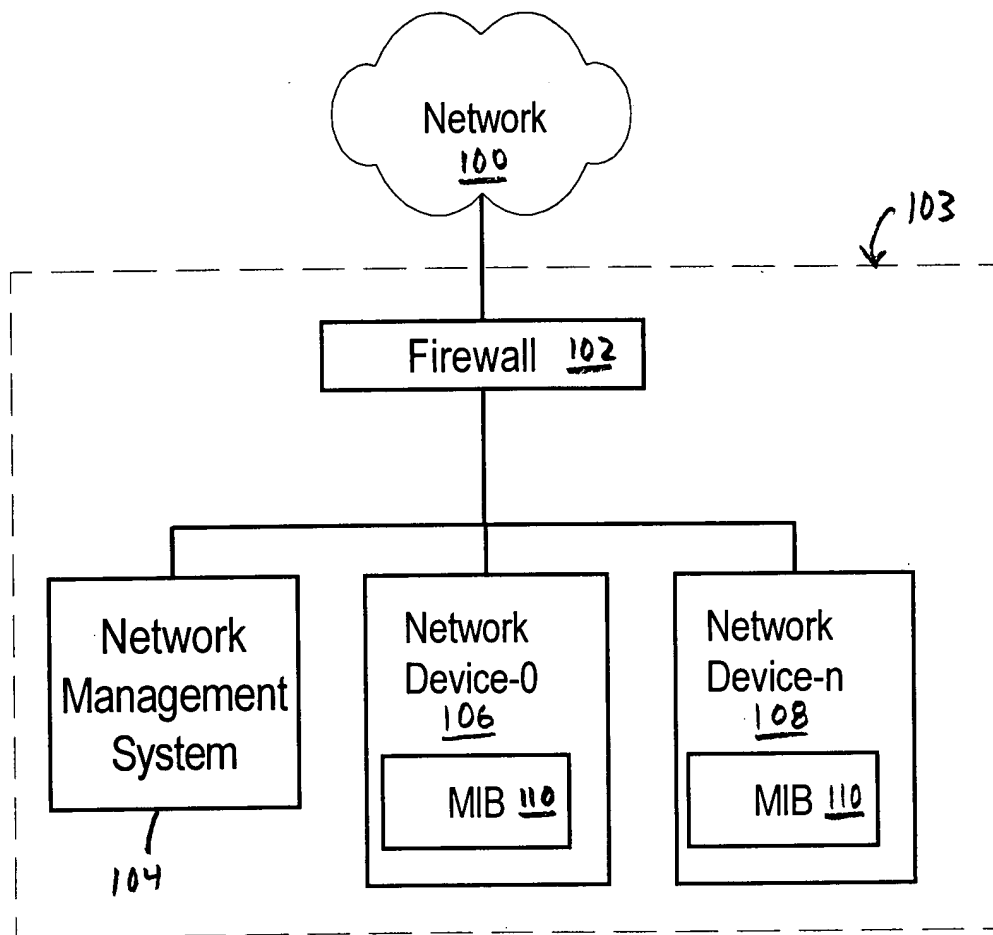 Network
100
103
Firewall 102
Network
Management
System
104
Network
Device-0
106
MIB 110
Network
Device-n
108
MIB 110